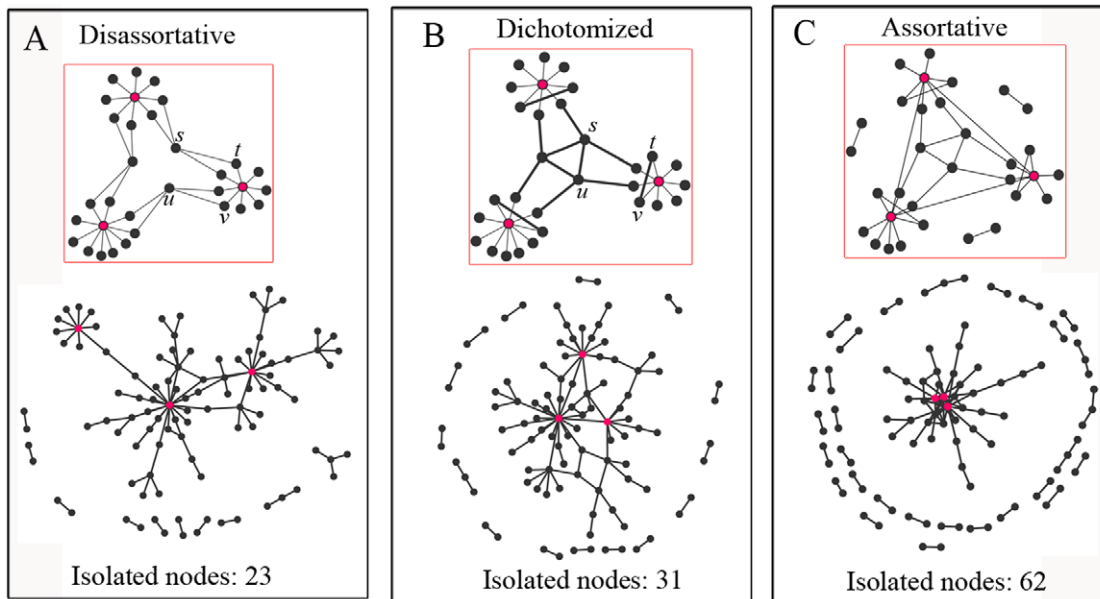 A
Disassortative
s
t
u
v
Isolated nodes: 23
B
Dichotomized
s
t
u
v
Isolated nodes: 31
C
Assortative
Isolated nodes: 62